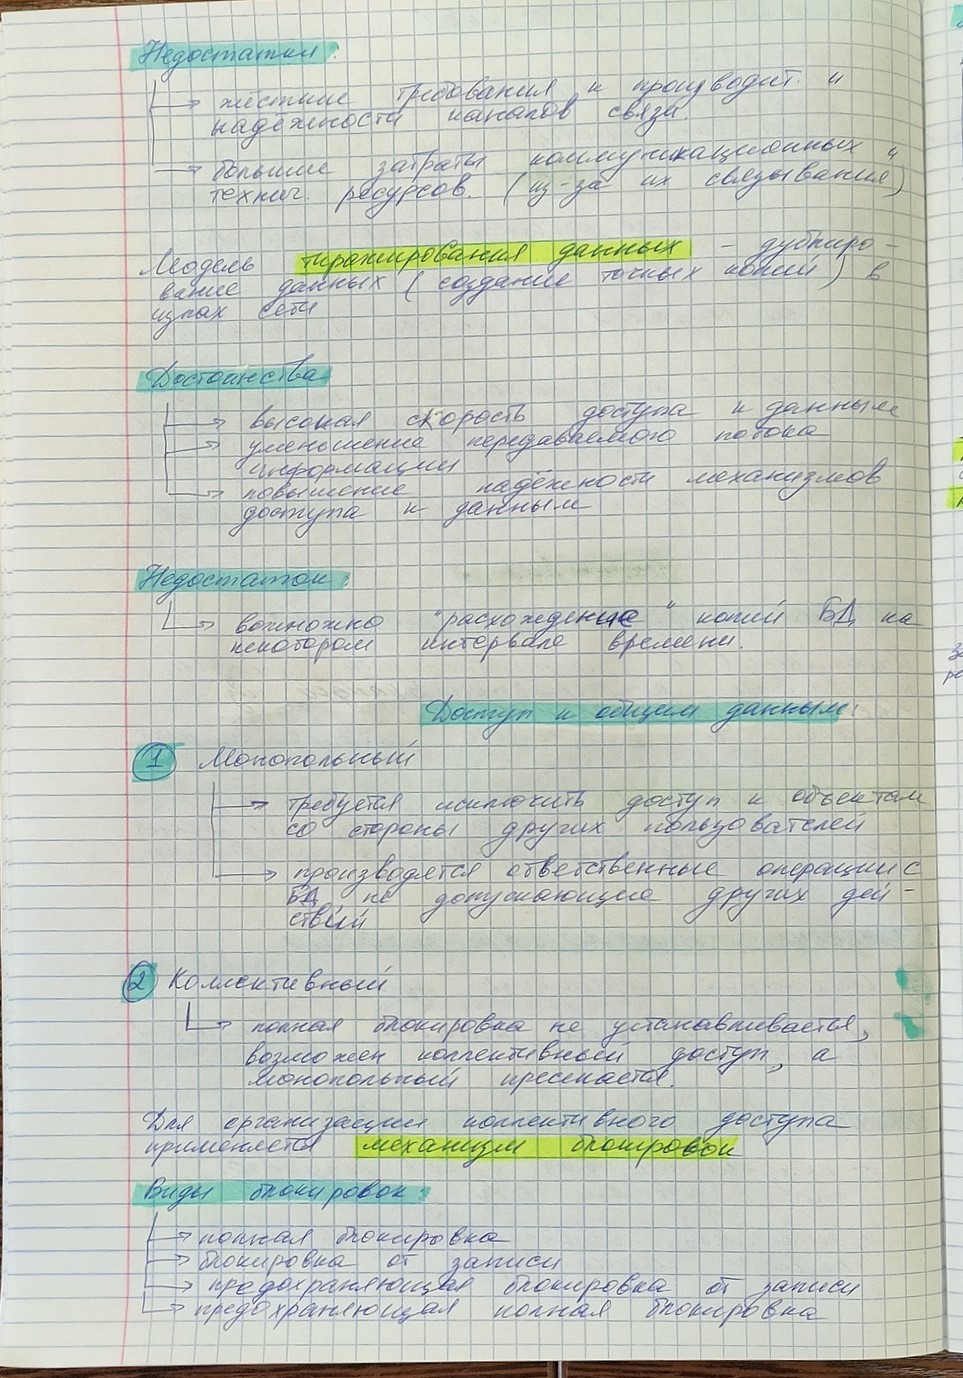 Недостатки:
жёсткие требования к производит. и
надёжности каналов связи.
большие затраты коммуникационных и
технич. ресурсов. (из-за их связывания)
Модель тиражирования данных - дублиро-
вание данных (создание точных копий) в
узлах сети
Достоинства
высокая скорость доступа к данным
уменьшение передаваемого потока
информации
повышение надёжности механизмов
доступа к данным
Недостаток:
возможно "расхождение" копий БД на
некотором интервале времени.
Доступ к общим данным:
1 Монопольный
требуется исключить доступ к объектам
со стороны других пользователей
производятся ответственные операции с
БД не допускающие других дей-
ствий
2 Коллективный
полная блокировка не устанавливается,
возможен коллективный доступ, а
монопольный пресекается.
Для организации коллективного доступа
применяется механизм блокировок
Виды блокировок:
полная блокировка
блокировка от записи
предохраняющая блокировка от записи
предохраняющая полная блокировка